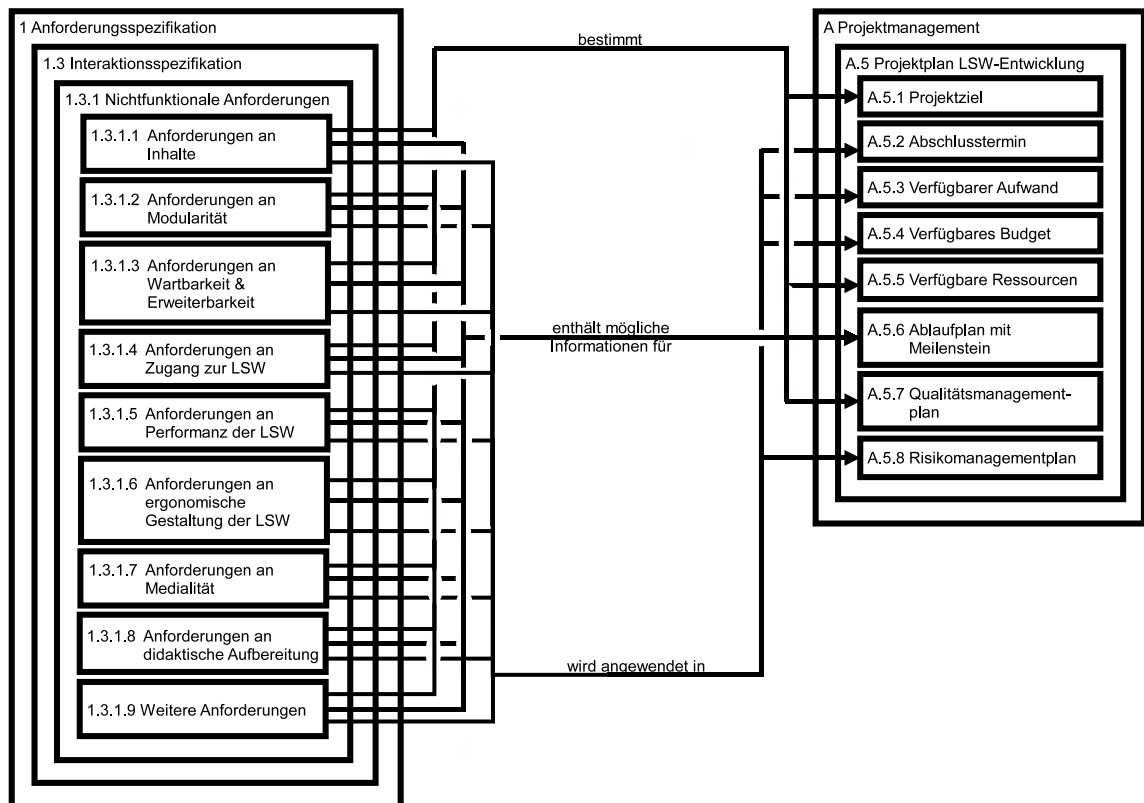 1 Anforderungsspezifikation
1.3 Interaktionsspezifikation
1.3.1 Nichtfunktionale Anforderungen
1.3.1.1 Anforderungen an
Inhalte
1.3.1.2 Anforderungen an
Modularität
1.3.1.3 Anforderungen an
Wartbarkeit &
Erweiterbarkeit
1.3.1.4 Anforderungen an
Zugang zur LSW
1.3.1.5 Anforderungen an
Performanz der LSW
1.3.1.6 Anforderungen an
ergonomische
Gestaltung der LSW
1.3.1.7 Anforderungen an
Medialität
1.3.1.8 Anforderungen an
didaktische Aufbereitung
1.3.1.9 Weitere Anforderungen
bestimmt
enthält mögliche
Informationen für
wird angewendet in
A Projektmanagement
A.5 Projektplan LSW-Entwicklung
A.5.1 Projektziel
A.5.2 Abschlusstermin
A.5.3 Verfügbarer Aufwand
A.5.4 Verfügbares Budget
A.5.5 Verfügbare Ressourcen
A.5.6 Ablaufplan mit
Meilenstein
A.5.7 Qualitätsmanagement-
plan
A.5.8 Risikomanagementplan